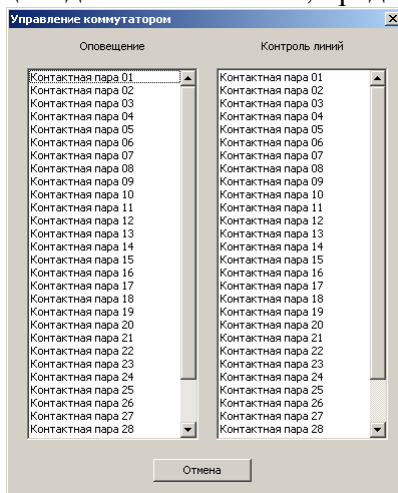 Управление коммутатором
Оповещение
Контроль линий
Контактная пара 01
Контактная пара 02
Контактная пара 03
Контактная пара 04
Контактная пара 05
Контактная пара 06
Контактная пара 07
Контактная пара 08
Контактная пара 09
Контактная пара 10
Контактная пара 11
Контактная пара 12
Контактная пара 13
Контактная пара 14
Контактная пара 15
Контактная пара 16
Контактная пара 17
Контактная пара 18
Контактная пара 19
Контактная пара 20
Контактная пара 21
Контактная пара 22
Контактная пара 23
Контактная пара 24
Контактная пара 25
Контактная пара 26
Контактная пара 27
Контактная пара 28
Контактная пара 01
Контактная пара 02
Контактная пара 03
Контактная пара 04
Контактная пара 05
Контактная пара 06
Контактная пара 07
Контактная пара 08
Контактная пара 09
Контактная пара 10
Контактная пара 11
Контактная пара 12
Контактная пара 13
Контактная пара 14
Контактная пара 15
Контактная пара 16
Контактная пара 17
Контактная пара 18
Контактная пара 19
Контактная пара 20
Контактная пара 21
Контактная пара 22
Контактная пара 23
Контактная пара 24
Контактная пара 25
Контактная пара 26
Контактная пара 27
Контактная пара 28
Отмена